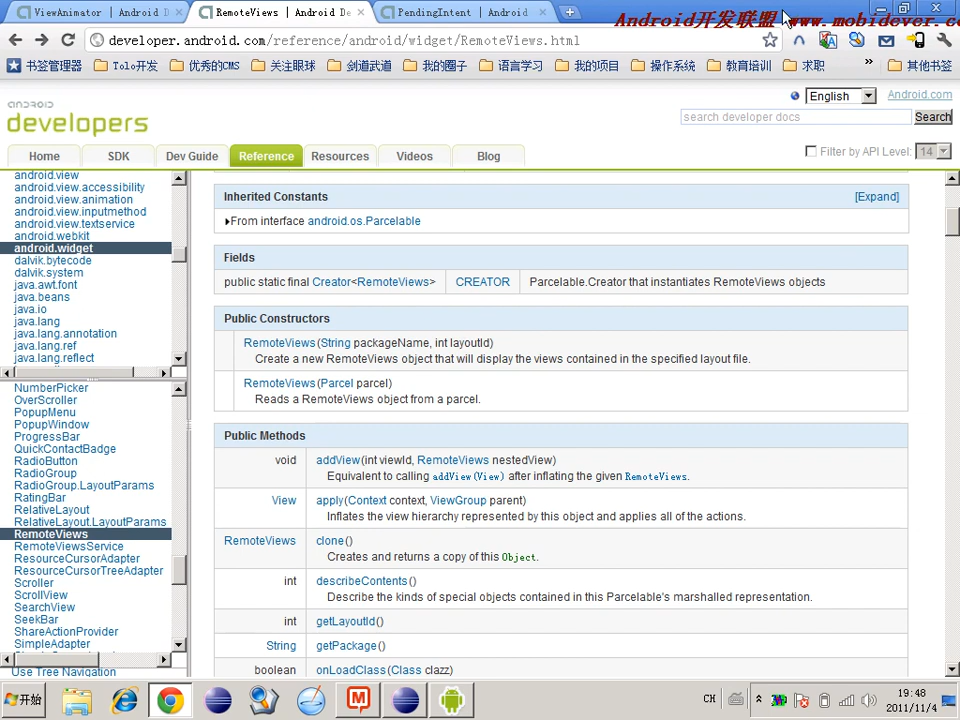 ViewAnimator | Android D
RemoteViews | Android De
PendingIntent | Android
Android开发联盟 www.mobidever.co
developer.android.com/reference/android/widget/RemoteViews.html
书签管理器
Tolo开发
优秀的CMS
关注眼球
剑道武道
我的圈子
语言学习
我的项目
操作系统
教育培训
求职
»
其他书签
android
developers
English
Android.com
search developer docs
Search
Home
SDK
Dev Guide
Reference
Resources
Videos
Blog
Filter by API Level: 14
android.view
android.view.accessibility
android.view.animation
android.view.inputmethod
android.view.textservice
android.webkit
android.widget
dalvik.bytecode
dalvik.system
java.awt.font
java.beans
java.io
java.lang
java.lang.annotation
java.lang.ref
java.lang.reflect
NumberPicker
OverScroller
PopupMenu
PopupWindow
ProgressBar
QuickContactBadge
RadioButton
RadioGroup
RadioGroup.LayoutParams
RatingBar
RelativeLayout
RelativeLayout.LayoutParams
RemoteViews
RemoteViewsService
ResourceCursorAdapter
ResourceCursorTreeAdapter
Scroller
ScrollView
SearchView
SeekBar
ShareActionProvider
SimpleAdapter
Use Tree Navigation
Inherited Constants
[Expand]
From interface android.os.Parcelable
Fields
public static final Creator<RemoteViews> CREATOR Parcelable.Creator that instantiates RemoteViews objects
Public Constructors
RemoteViews(String packageName, int layoutId)
Create a new RemoteViews object that will display the views contained in the specified layout file.
RemoteViews(Parcel parcel)
Reads a RemoteViews object from a parcel.
Public Methods
void addView(int viewId, RemoteViews nestedView)
Equivalent to calling addView(View) after inflating the given RemoteViews.
View apply(Context context, ViewGroup parent)
Inflates the view hierarchy represented by this object and applies all of the actions.
RemoteViews clone()
Creates and returns a copy of this Object.
int describeContents()
Describe the kinds of special objects contained in this Parcelable's marshalled representation.
int getLayoutId()
String getPackage()
boolean onLoadClass(Class clazz)
开始
CH
19:48
2011/11/4